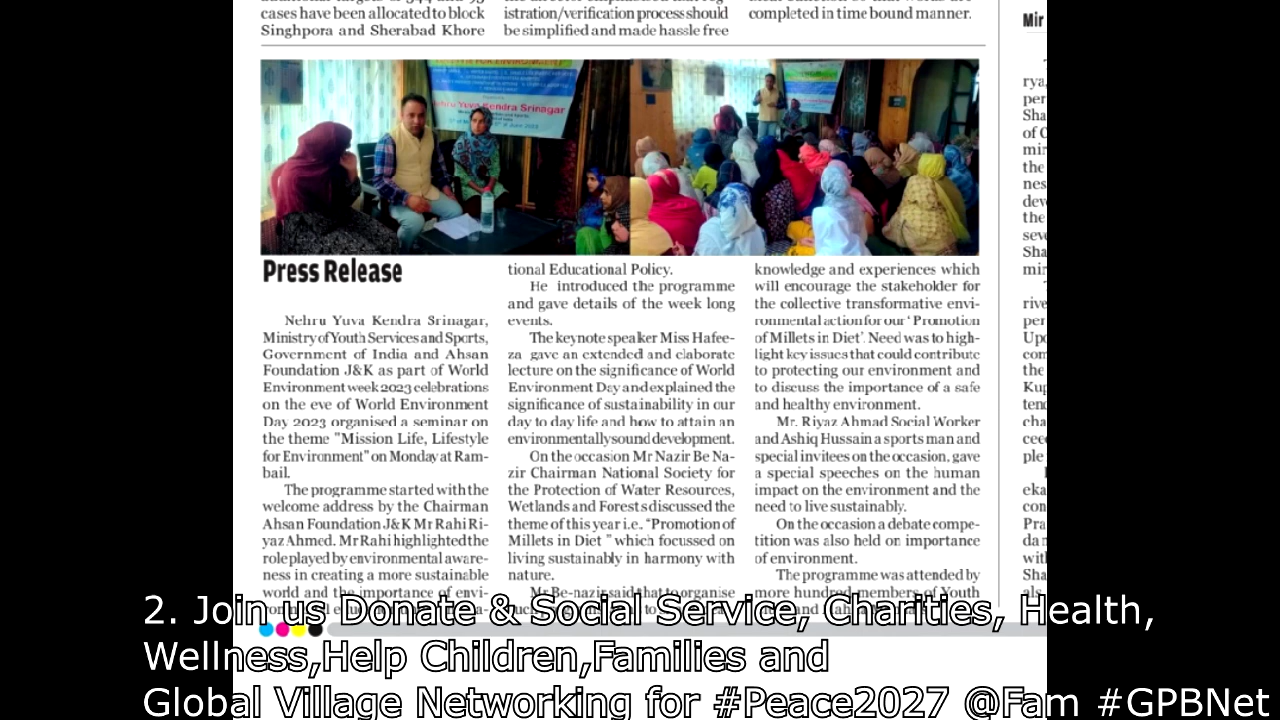 cases have been allocated to block
Singhpora and Sherabad Khore
istration/verification process should
be simplified and made hassle free
completed in time bound manner.
Mir
Nehru Yuva Kendra Srinagar
Press Release
Nehru Yuva Kendra Srinagar,
Ministry of Youth Services and Sports,
Government of India and Ahsan
Foundation J&K as part of World
Environment week 2023 celebrations
on the eve of World Environment
Day 2023 organised a seminar on
the theme "Mission Life, Lifestyle
for Environment" on Monday at Ram-
bail.
The programme started with the
welcome address by the Chairman
Ahsan Foundation J&K Mr Rahi Ri-
yaz Ahmed. Mr Rahi highlighted the
role played by environmental aware-
ness in creating a more sustainable
world and the importance of envi-
tional Educational Policy.
He introduced the programme
and gave details of the week long
events.
The keynote speaker Miss Hafee-
za gave an extended and elaborate
lecture on the significance of World
Environment Day and explained the
significance of sustainability in our
day to day life and how to attain an
environmentally sound development.
On the occasion Mr Nazir Be Na-
zir Chairman National Society for
the Protection of Water Resources,
Wetlands and Forests discussed the
theme of this year i.e., "Promotion of
Millets in Diet " which focussed on
living sustainably in harmony with
nature.
Mr Be-nazir said that to organise
knowledge and experiences which
will encourage the stakeholder for
the collective transformative envi-
ronmental action for our ' Promotion
of Millets in Diet'. Need was to high-
light key issues that could contribute
to protecting our environment and
to discuss the importance of a safe
and healthy environment.
Mr. Riyaz Ahmad Social Worker
and Ashiq Hussain a sports man and
special invitees on the occasion, gave
a special speeches on the human
impact on the environment and the
need to live sustainably.
On the occasion a debate compe-
tition was also held on importance
of environment.
The programme was attended by
more hundred members of Youth
2. Join us Donate & Social Service, Charities, Health,
Wellness,Help Children,Families and
Global Village Networking for #Peace2027 @Fam #GPBNet